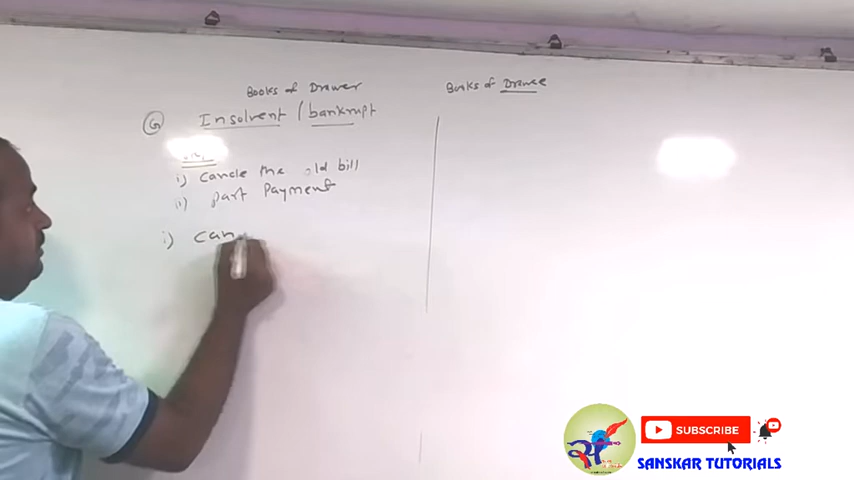 Books of Drawer
Books of Drawee
G Insolvent / bankrupt
i) cancle the old bill
ii) part payment
i) can
SUBSCRIBE
SANSKAR TUTORIALS